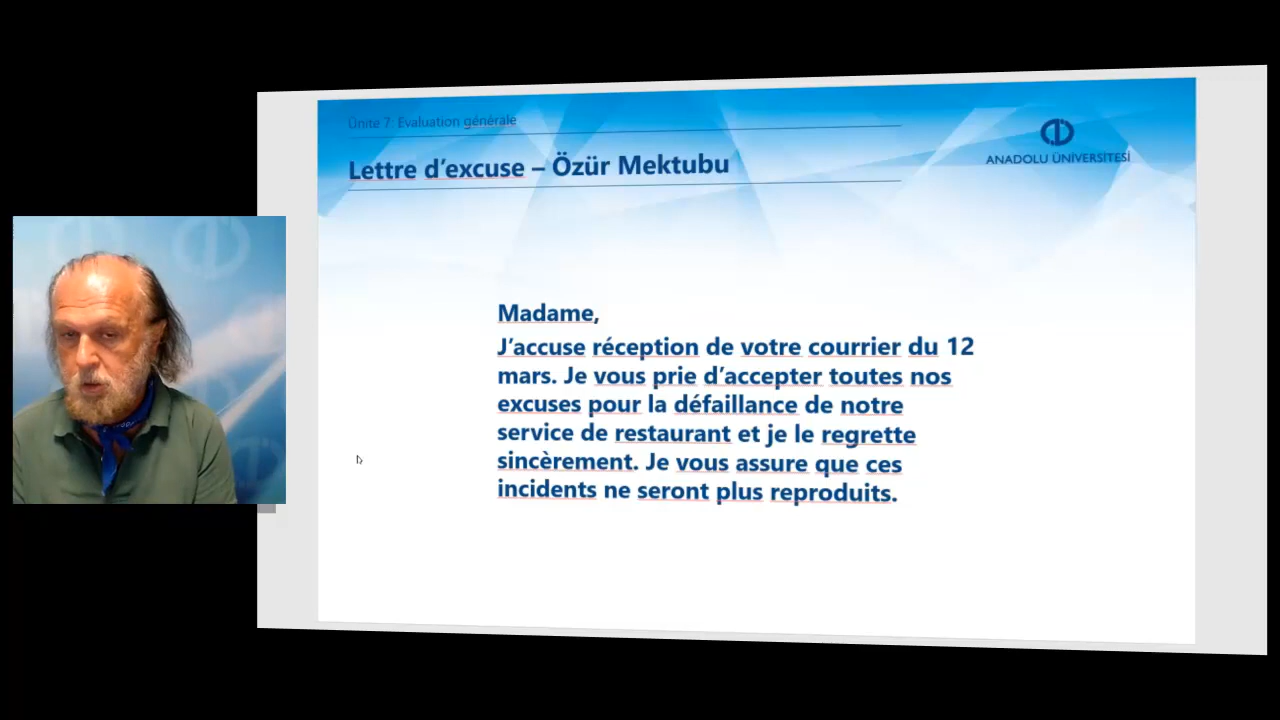 Ünite 7: Evaluation générale
Lettre d'excuse – Özür Mektubu
ANADOLU ÜNİVERSİTESİ
Madame,
J'accuse réception de votre courrier du 12
mars. Je vous prie d'accepter toutes nos
excuses pour la défaillance de notre
service de restaurant et je le regrette
sincèrement. Je vous assure que ces
incidents ne seront plus reproduits.